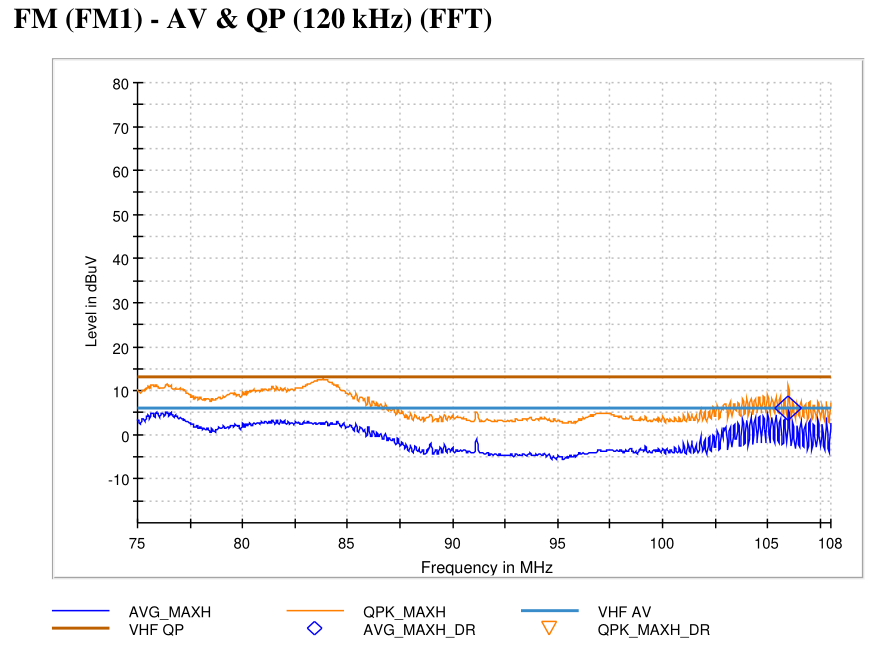 FM (FM1) - AV & QP (120 kHz) (FFT)
80
70
60
50
40
30
20
10
0
-10
Level in dBuV
75 80 85 90 95 100 105 108
Frequency in MHz
AVG_MAXH QPK_MAXH VHF AV
VHF QP AVG_MAXH_DR QPK_MAXH_DR